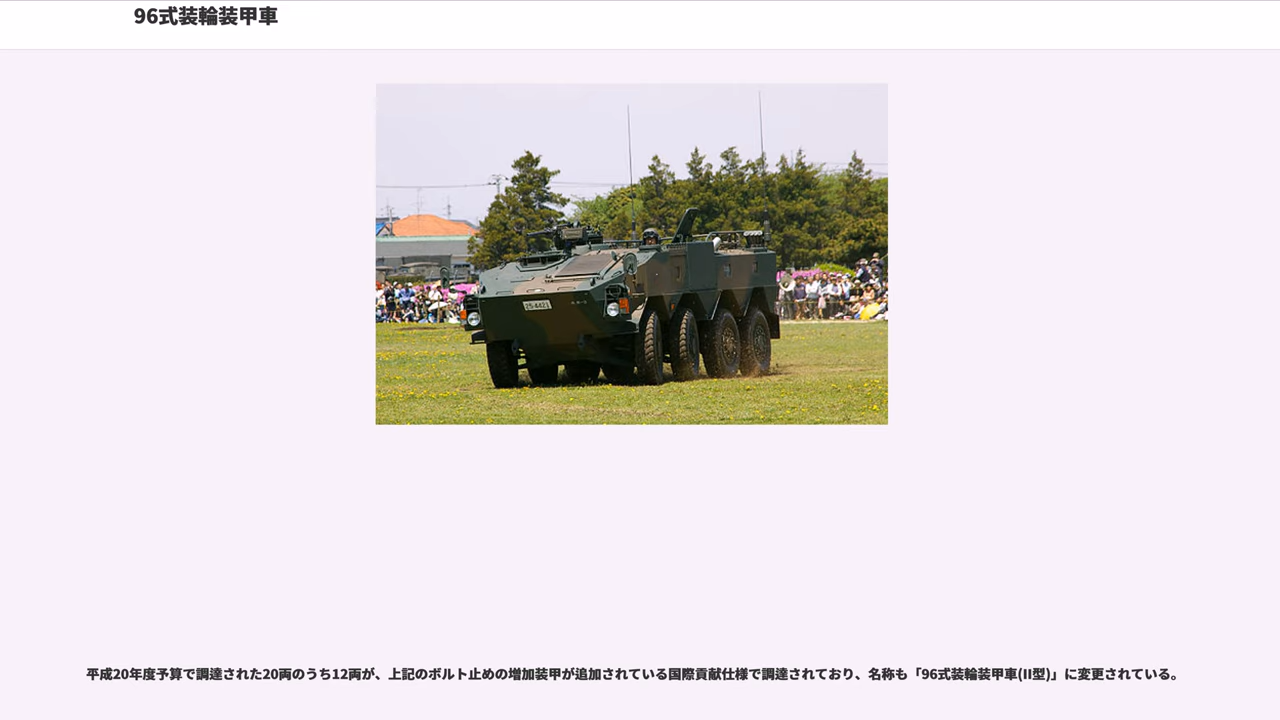 96式装輪装甲車
25-4421
平成20年度予算で調達された20両のうち12両が、上記のボルト止めの増加装甲が追加されている国際貢献仕様で調達されており、名称も「96式装輪装甲車(II型)」に変更されている。